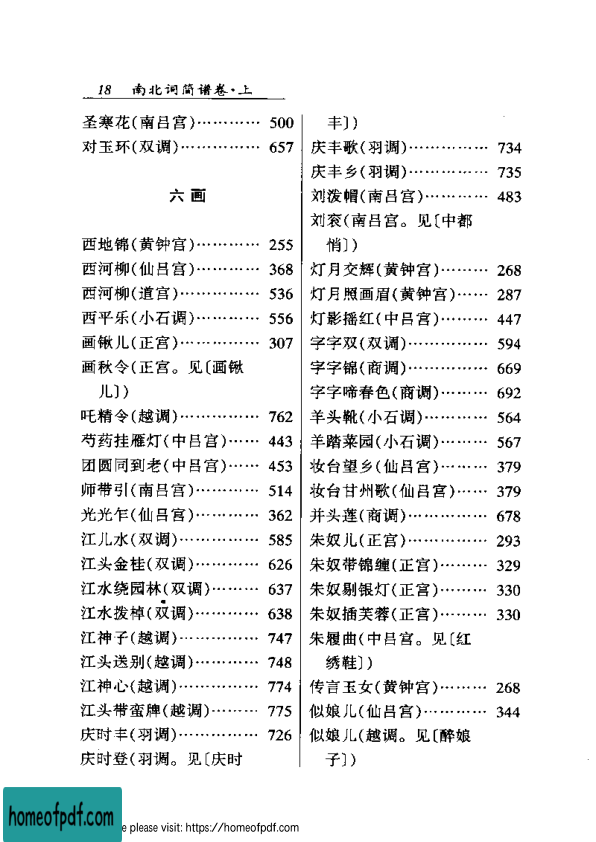 18 南北词简谱卷·上
圣寒花(南吕宫)………… 500
对玉环(双调)…………… 657
六画
西地锦(黄钟宫)………… 255
西河柳(仙吕宫)………… 368
西河柳(道宫)…………… 536
西平乐(小石调)………… 556
画锹儿(正宫)…………… 307
画秋令(正宫。见〔画锹
儿〕)
吒精令(越调)…………… 762
芍药挂雁灯(中吕宫)…… 443
团圆同到老(中吕宫)…… 453
师带引(南吕宫)………… 514
光光乍(仙吕宫)………… 362
江儿水(双调)…………… 585
江头金桂(双调)………… 626
江水绕园林(双调)……… 637
江水拨棹(双调)………… 638
江神子(越调)…………… 747
江头送别(越调)………… 748
江神心(越调)…………… 774
江头带蛮牌(越调)……… 775
庆时丰(羽调)…………… 726
庆时登(羽调。见〔庆时
丰〕)
庆丰歌(羽调)…………… 734
庆丰乡(羽调)…………… 735
刘泼帽(南吕宫)………… 483
刘衮(南吕宫。见〔中都
悄〕)
灯月交辉(黄钟宫)……… 268
灯月照画眉(黄钟宫)…… 287
灯影摇红(中吕宫)……… 447
字字双(双调)…………… 594
字字锦(商调)…………… 669
字字啼春色(商调)……… 692
羊头靴(小石调)………… 564
羊踏菜园(小石调)……… 567
妆台望乡(仙吕宫)……… 379
妆台甘州歌(仙吕宫)…… 379
并头莲(商调)…………… 678
朱奴儿(正宫)…………… 293
朱奴带锦缠(正宫)……… 329
朱奴剔银灯(正宫)……… 330
朱奴插芙蓉(正宫)……… 330
朱履曲(中吕宫。见〔红
绣鞋〕)
传言玉女(黄钟宫)……… 268
似娘儿(仙吕宫)………… 344
似娘儿(越调。见〔醉娘
子〕)
homeofpdf.com
e please visit: https://homeofpdf.com